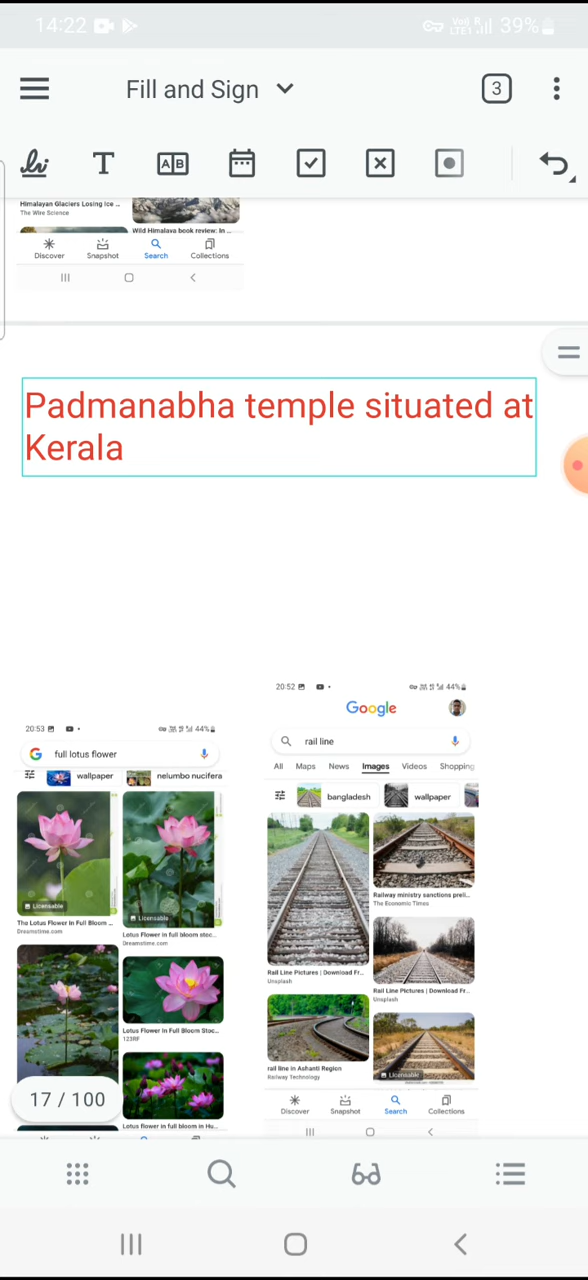 14:22 39%
Fill and Sign 3
T A B
Himalayan Glaciers Losing Ice ...
The Wire Science
Wild Himalaya book review: In ...
Discover Snapshot Search Collections
Padmanabha temple situated at
Kerala
20:52 44%
Google
rail line
All Maps News Images Videos Shopping
bangladesh wallpaper
Railway ministry sanctions preli...
The Economic Times
Rail Line Pictures | Download Fr...
Unsplash
Rail Line Pictures | Download Fr...
Unsplash
rail line in Ashanti Region
Railway Technology
Licensable
Discover Snapshot Search Collections
20:53 44%
full lotus flower
wallpaper nelumbo nucifera
Licensable
Licensable
The Lotus Flower In Full Bloom ...
Dreamstime.com
Lotus Flower in full bloom stoc...
Dreamstime.com
Lotus Flower In Full Bloom Stoc...
123RF
Lotus flower in full bloom in Hu...
17 / 100